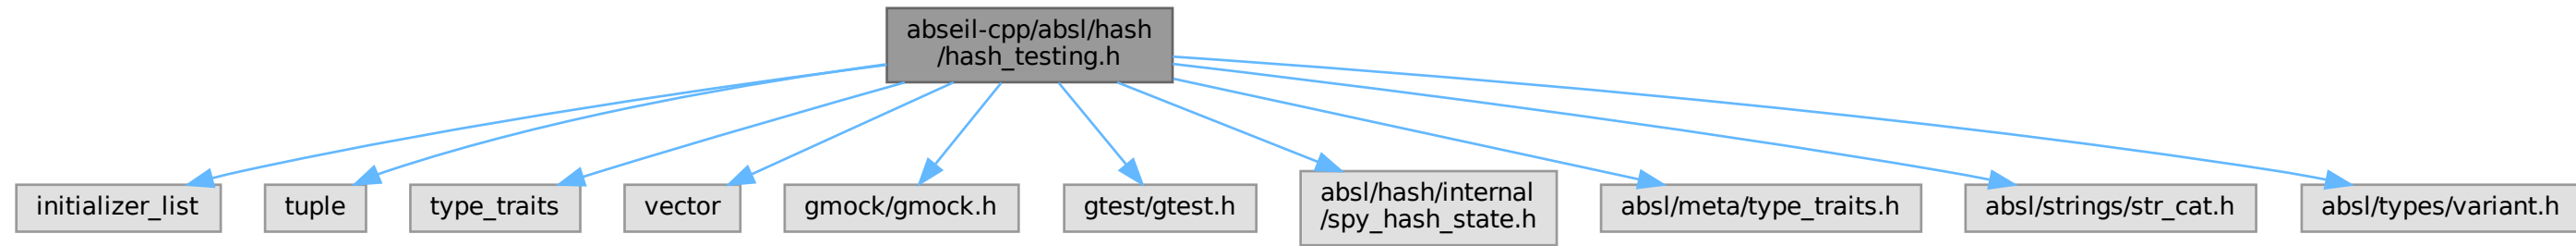 abseil-cpp/absl/hash
/hash_testing.h
initializer_list
tuple
type_traits
vector
gmock/gmock.h
gtest/gtest.h
absl/hash/internal
/spy_hash_state.h
absl/meta/type_traits.h
absl/strings/str_cat.h
absl/types/variant.h